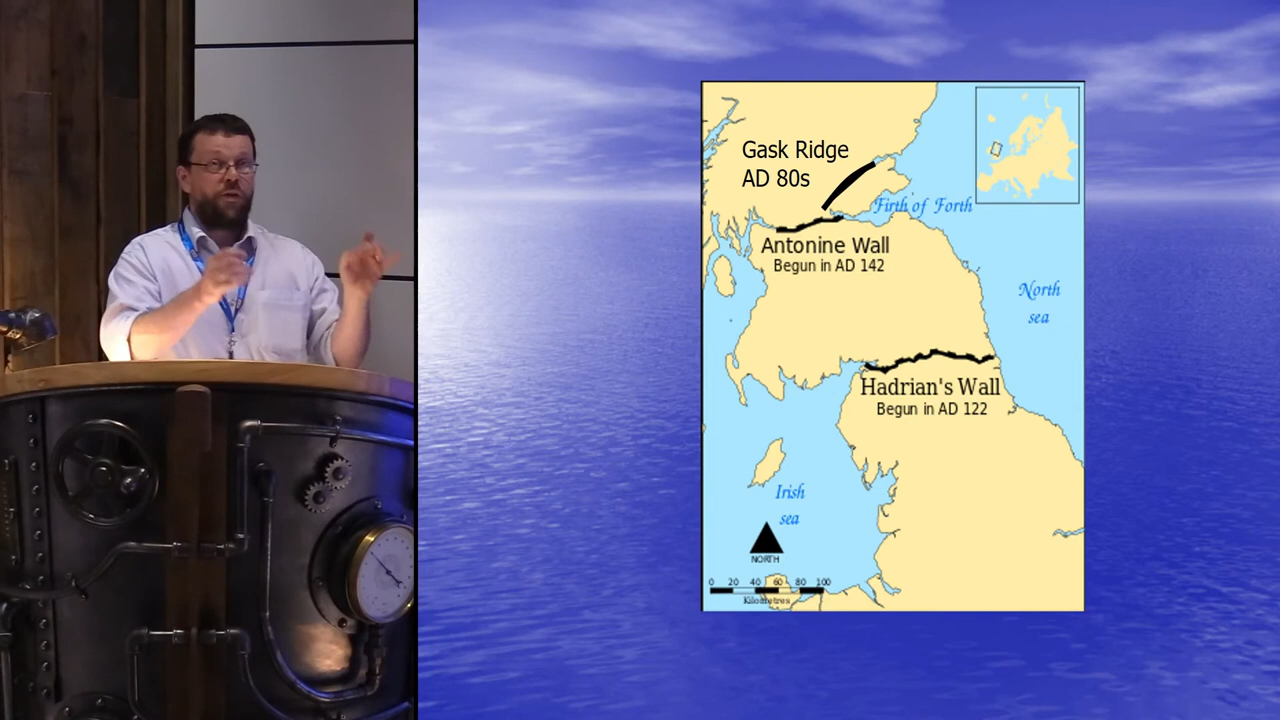 Gask Ridge
AD 80s
Firth of Forth
Antonine Wall
Begun in AD 142
North
sea
Hadrian's Wall
Begun in AD 122
Irish
sea
NORTH
0 20 40 60 80 100
Kilometres